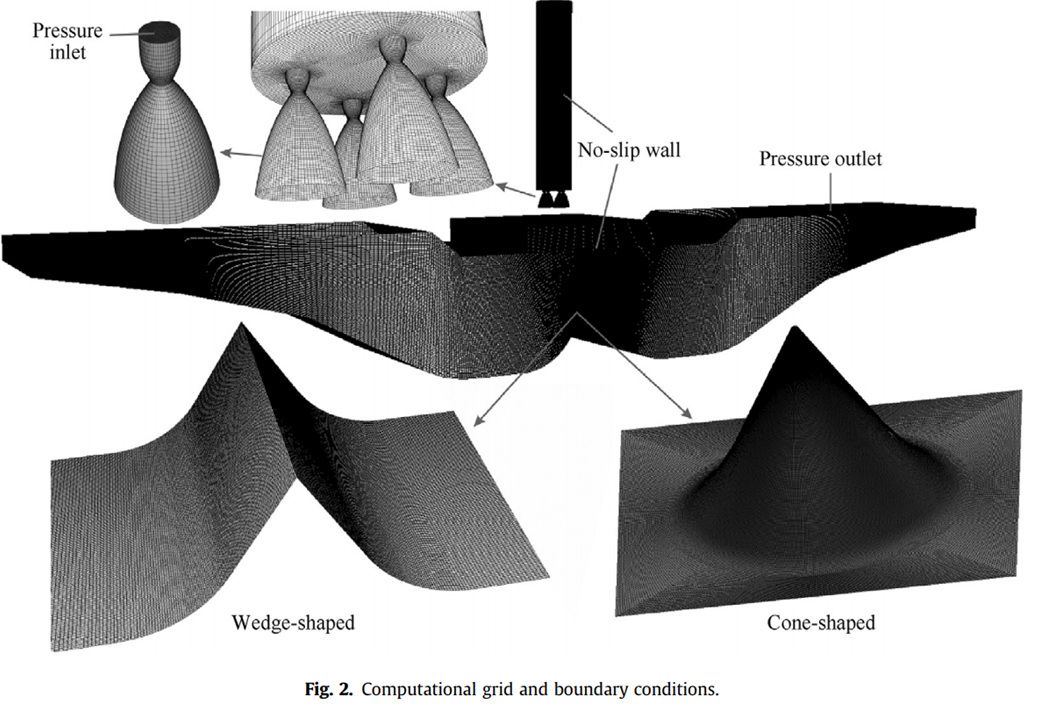 Pressure
inlet
No-slip wall
Pressure outlet
Wedge-shaped
Cone-shaped
Fig. 2. Computational grid and boundary conditions.